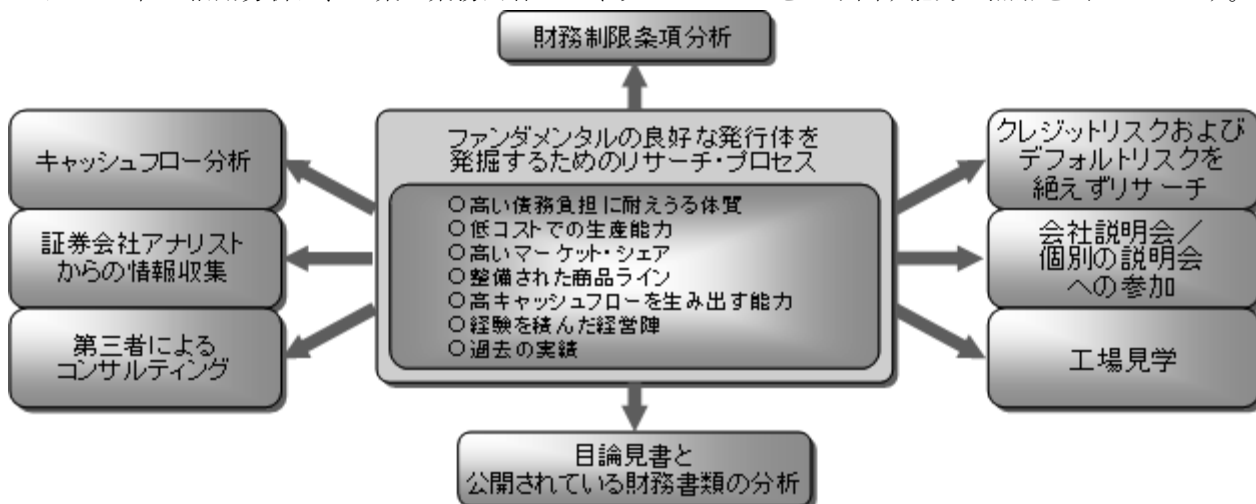 財務制限条項分析
ファンダメンタルの良好な発行体を
発掘するためのリサーチ・プロセス
○高い債務負担に耐えうる体質
○低コストでの生産能力
○高いマーケット・シェア
○整備された商品ライン
○高キャッシュフローを生み出す能力
○経験を積んだ経営陣
○過去の実績
キャッシュフロー分析
証券会社アナリスト
からの情報収集
第三者による
コンサルティング
クレジットリスクおよび
デフォルトリスクを
絶えずリサーチ
会社説明会/
個別の説明会
への参加
工場見学
目論見書と
公開されている財務書類の分析